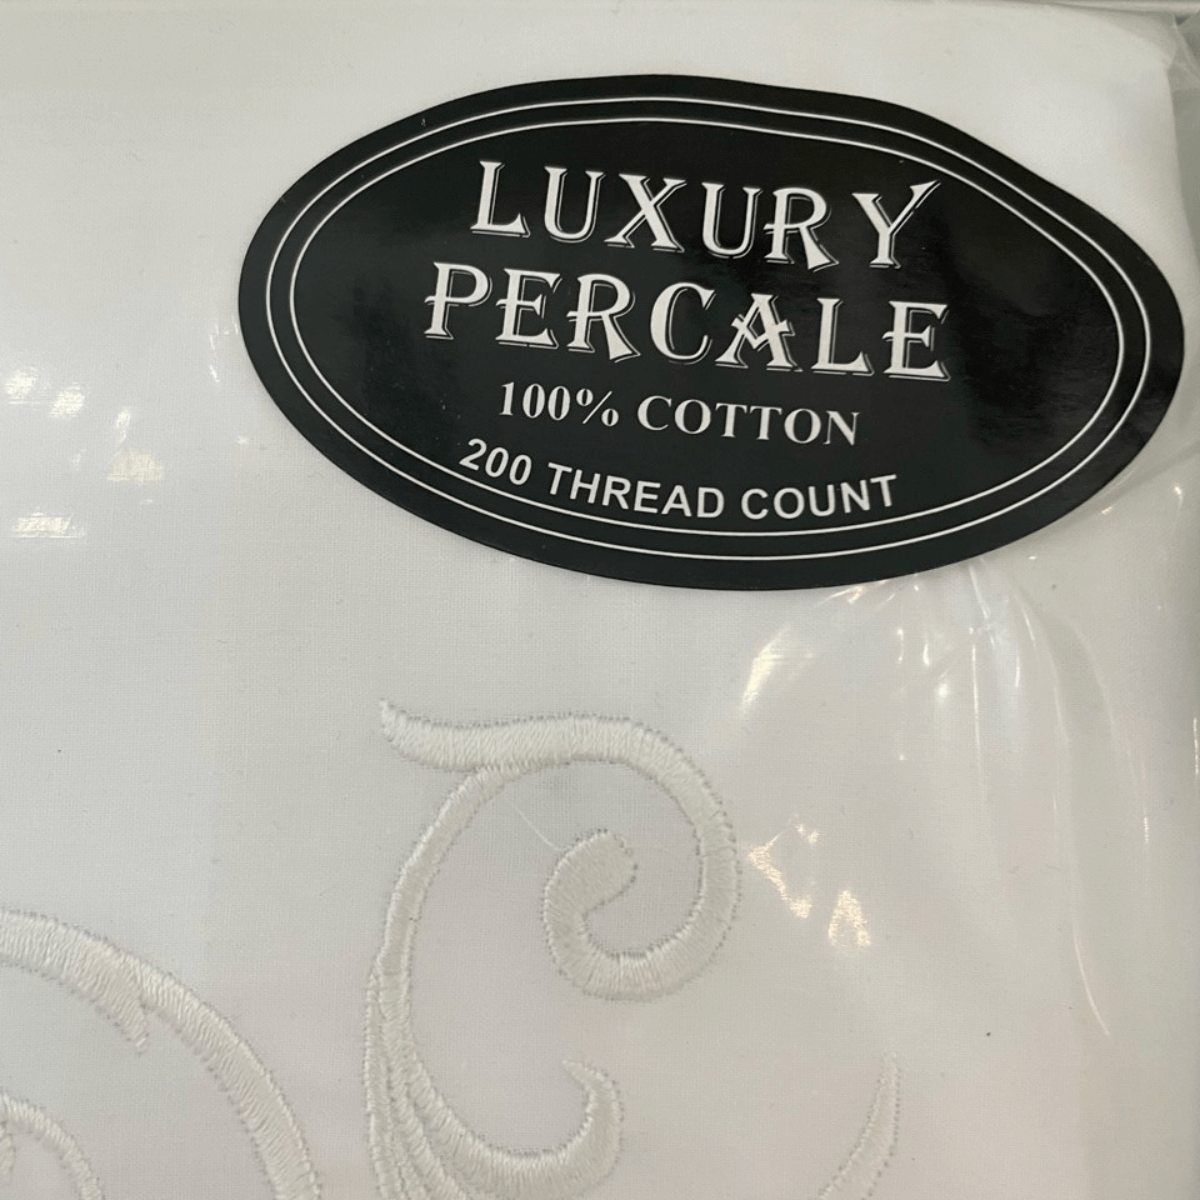 LUXURY
PERCALE
100% COTTON
200 THREAD COUNT